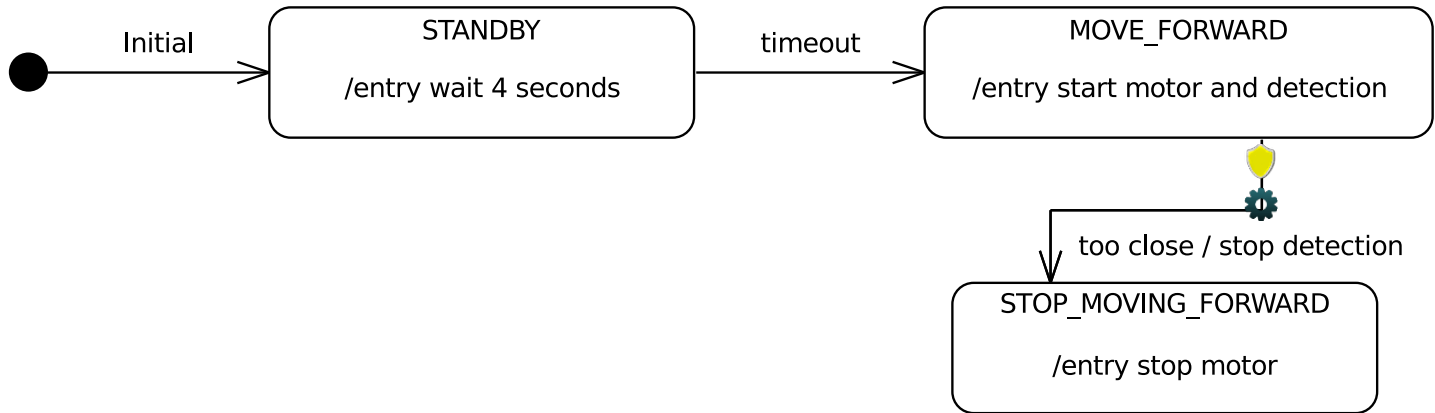 Initial
STANDBY
/entry wait 4 seconds
timeout
MOVE_FORWARD
/entry start motor and detection
too close / stop detection
STOP_MOVING_FORWARD
/entry stop motor